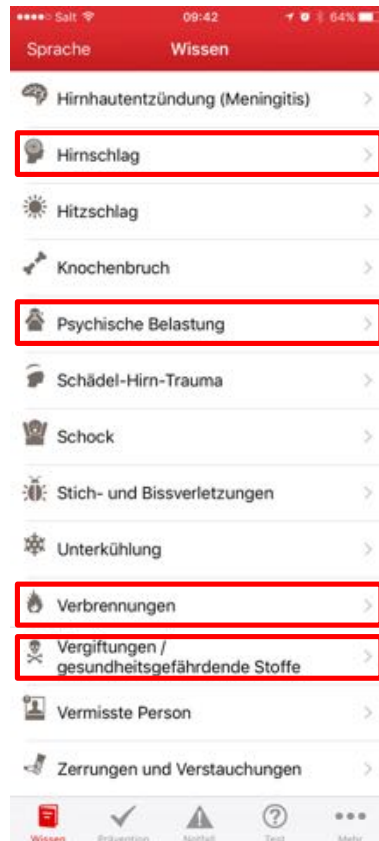 Salt 09:42 64%
Sprache Wissen
Hirnhautentzündung (Meningitis)
Hirnschlag
Hitzschlag
Knochenbruch
Psychische Belastung
Schädel-Hirn-Trauma
Schock
Stich- und Bissverletzungen
Unterkühlung
Verbrennungen
Vergiftungen /
gesundheitsgefährdende Stoffe
Vermisste Person
Zerrungen und Verstauchungen
Wissen Prävention Notfall Test Mehr